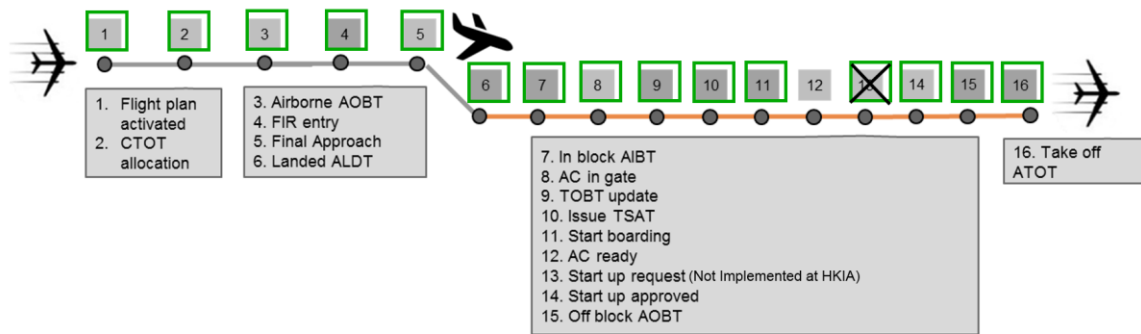 1 2 3 4 5
6 7 8 9 10 11 12 13 14 15 16
1. Flight plan
activated
2. CTOT
allocation
3. Airborne AOBT
4. FIR entry
5. Final Approach
6. Landed ALDT
7. In block AIBT
8. AC in gate
9. TOBT update
10. Issue TSAT
11. Start boarding
12. AC ready
13. Start up request (Not Implemented at HKIA)
14. Start up approved
15. Off block AOBT
16. Take off
ATOT